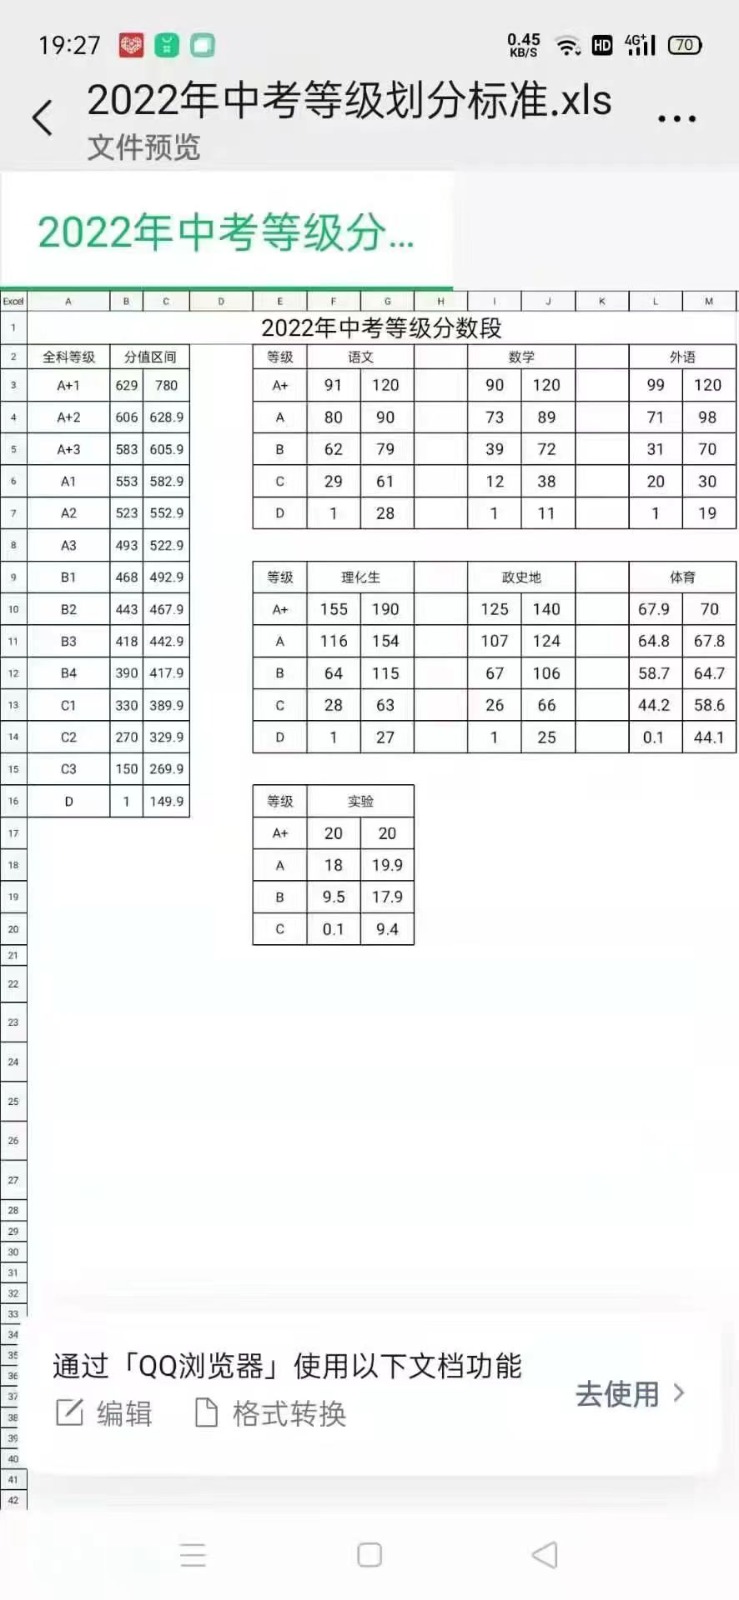 19:27
0.45 KB/S HD 4G+ 70
2022年中考等级划分标准.xls
文件预览
2022年中考等级分...
Excel A B C D E F G H I J K L M
1 2022年中考等级分数段
2 全科等级 分值区间 等级 语文 数学 外语
3 A+1 629 780 A+ 91 120 90 120 99 120
4 A+2 606 628.9 A 80 90 73 89 71 98
5 A+3 583 605.9 B 62 79 39 72 31 70
6 A1 553 582.9 C 29 61 12 38 20 30
7 A2 523 552.9 D 1 28 1 11 1 19
8 A3 493 522.9
9 B1 468 492.9 等级 理化生 政史地 体育
10 B2 443 467.9 A+ 155 190 125 140 67.9 70
11 B3 418 442.9 A 116 154 107 124 64.8 67.8
12 B4 390 417.9 B 64 115 67 106 58.7 64.7
13 C1 330 389.9 C 28 63 26 66 44.2 58.6
14 C2 270 329.9 D 1 27 1 25 0.1 44.1
15 C3 150 269.9
16 D 1 149.9 等级 实验
17 A+ 20 20
18 A 18 19.9
19 B 9.5 17.9
20 C 0.1 9.4
21
22
23
24
25
26
27
28
29
30
31
32
33
34
35
36
37
38
39
40
41
42
通过「QQ浏览器」使用以下文档功能
编辑 格式转换
去使用